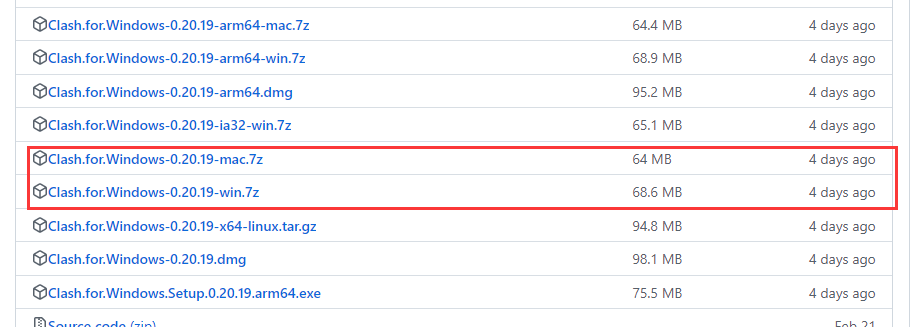 Clash.for.Windows-0.20.19-arm64-mac.7z 64.4 MB 4 days ago
Clash.for.Windows-0.20.19-arm64-win.7z 68.9 MB 4 days ago
Clash.for.Windows-0.20.19-arm64.dmg 95.2 MB 4 days ago
Clash.for.Windows-0.20.19-ia32-win.7z 65.1 MB 4 days ago
Clash.for.Windows-0.20.19-mac.7z 64 MB 4 days ago
Clash.for.Windows-0.20.19-win.7z 68.6 MB 4 days ago
Clash.for.Windows-0.20.19-x64-linux.tar.gz 94.8 MB 4 days ago
Clash.for.Windows-0.20.19.dmg 98.1 MB 4 days ago
Clash.for.Windows.Setup.0.20.19.arm64.exe 75.5 MB 4 days ago
Source code (zip) Feb 21